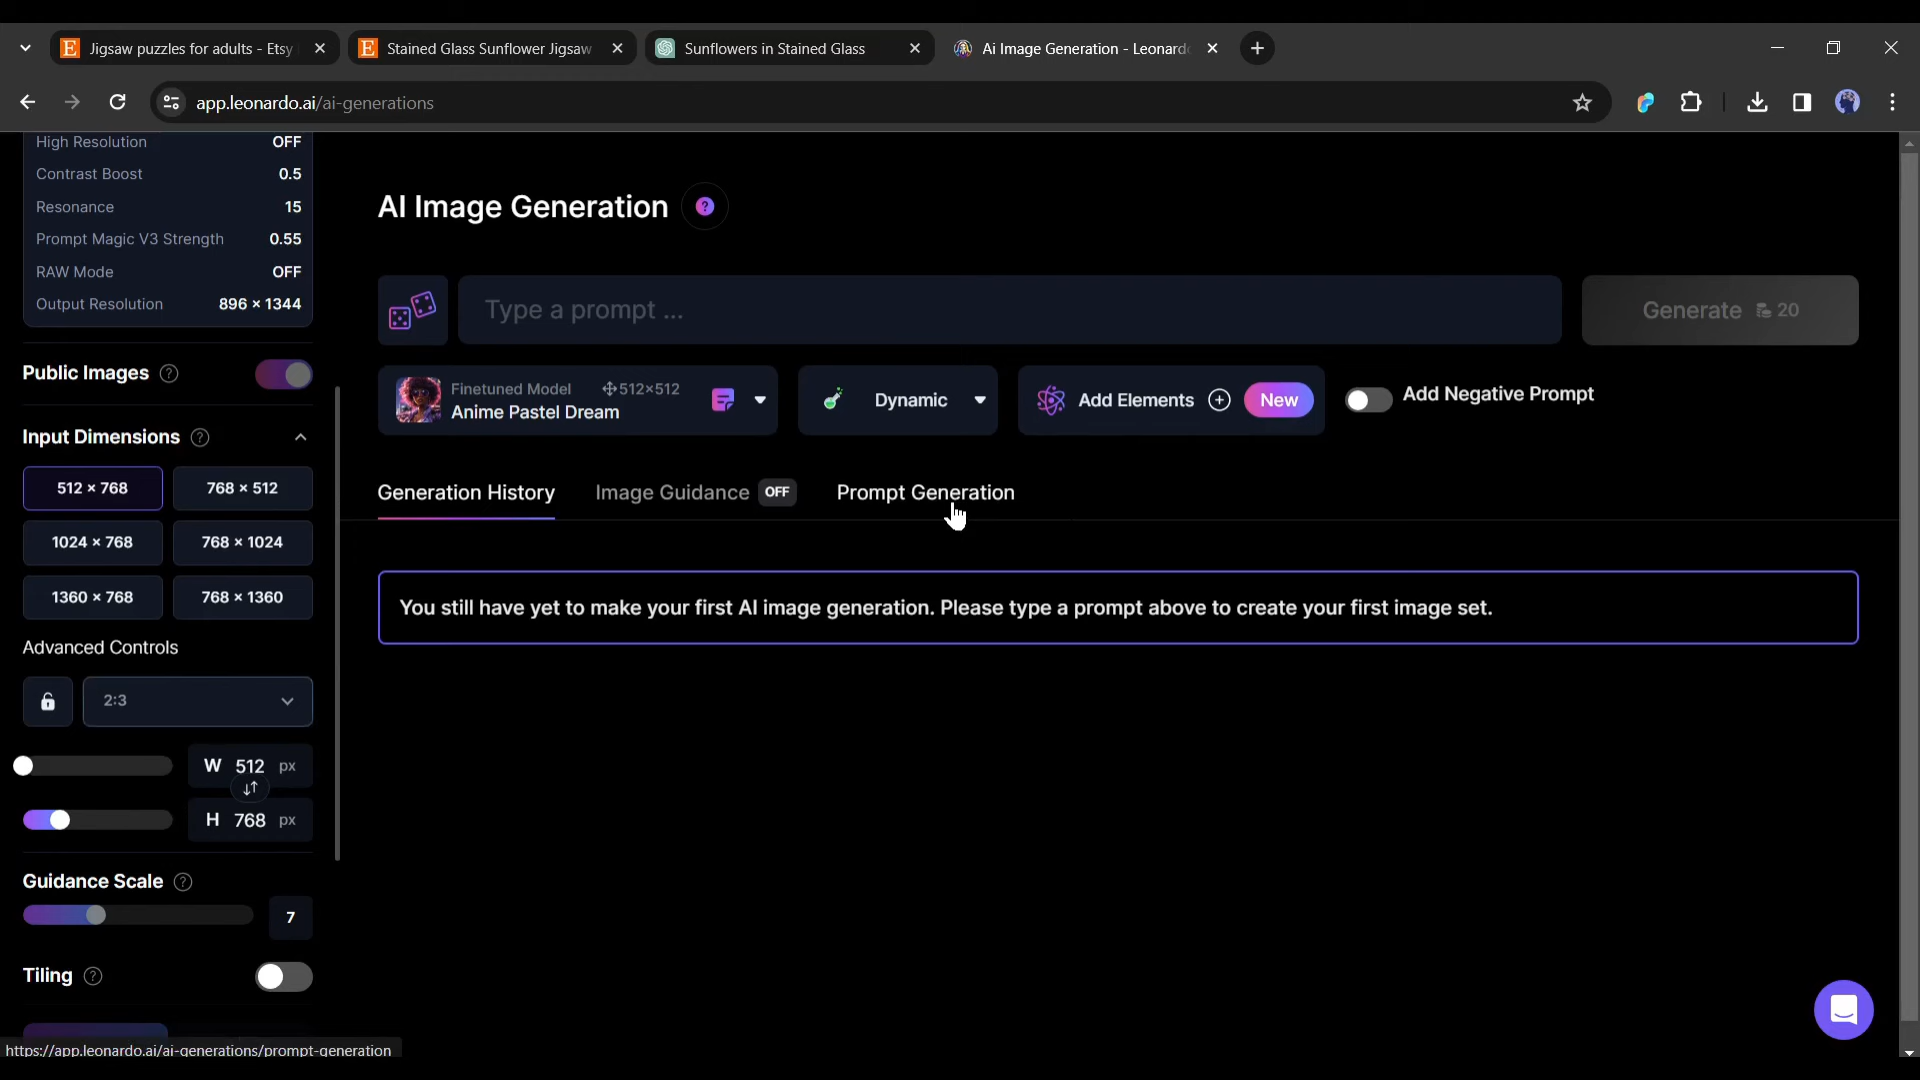 Jigsaw puzzles for adults - Etsy
Stained Glass Sunflower Jigsaw
Sunflowers in Stained Glass
Ai Image Generation - Leonard
app.leonardo.ai/ai-generations
High Resolution OFF
Contrast Boost 0.5
Resonance 15
Prompt Magic V3 Strength 0.55
RAW Mode OFF
Output Resolution 896 × 1344
Public Images ?
Input Dimensions ?
512 × 768 768 × 512
1024 × 768 768 × 1024
1360 × 768 768 × 1360
Advanced Controls
2:3
W 512 px
H 768 px
Guidance Scale ?
7
Tiling ?
https://app.leonardo.ai/ai-generations/prompt-generation
AI Image Generation ?
Type a prompt ...
Generate 20
Finetuned Model 512×512
Anime Pastel Dream
Dynamic
Add Elements New
Add Negative Prompt
Generation History Image Guidance OFF Prompt Generation
You still have yet to make your first AI image generation. Please type a prompt above to create your first image set.